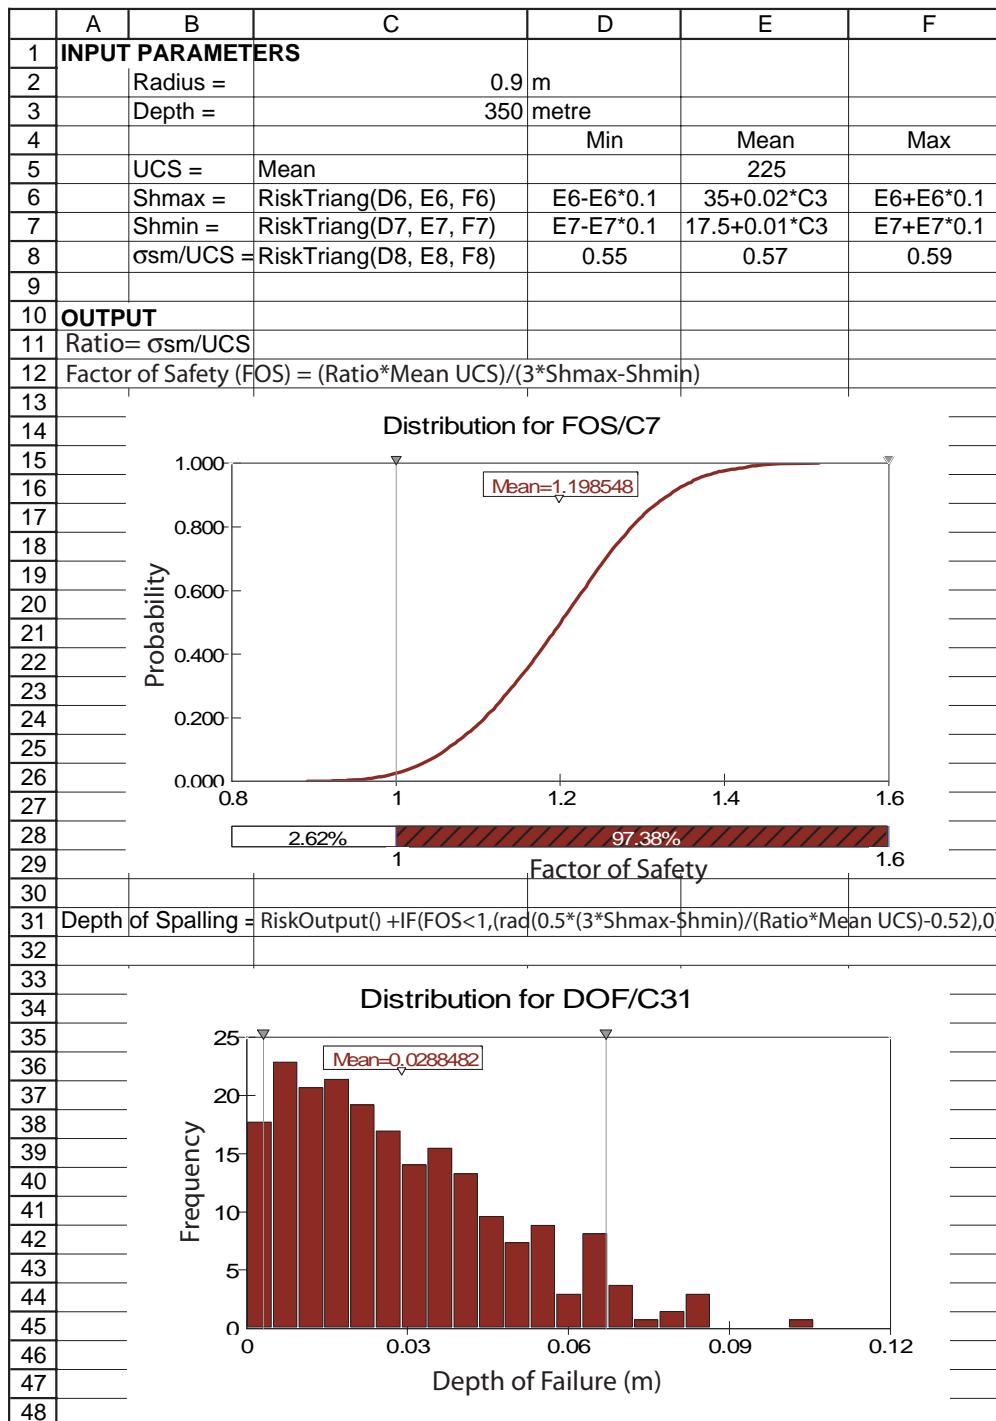 A B C D E F
1 INPUT PARAMETERS
2 Radius = 0.9 m
3 Depth = 350 metre
4 Min Mean Max
5 UCS = Mean 225
6 Shmax = RiskTriang(D6, E6, F6) E6-E6*0.1 35+0.02*C3 E6+E6*0.1
7 Shmin = RiskTriang(D7, E7, F7) E7-E7*0.1 17.5+0.01*C3 E7+E7*0.1
8 σsm/UCS = RiskTriang(D8, E8, F8) 0.55 0.57 0.59
9
10 OUTPUT
11 Ratio= σsm/UCS
12 Factor of Safety (FOS) = (Ratio*Mean UCS)/(3*Shmax-Shmin)
13
14 Distribution for FOS/C7
15 1.000
16 Mean=1.198548
17
18 0.800
19
20 0.600
21 Probability
22 0.400
23
24 0.200
25
26 0.000
27 0.8 1 1.2 1.4 1.6
28 2.62% 97.38%
29 1 1.6
Factor of Safety
30
31 Depth of Spalling = RiskOutput() +IF(FOS<1,(rad(0.5*(3*Shmax-Shmin)/(Ratio*Mean UCS)-0.52),0)
32
33
34 Distribution for DOF/C31
35 25
36 Mean=0.0288482
37 20
38
39 15
40 Frequency
41 10
42
43 5
44
45 0
46 0 0.03 0.06 0.09 0.12
47 Depth of Failure (m)
48